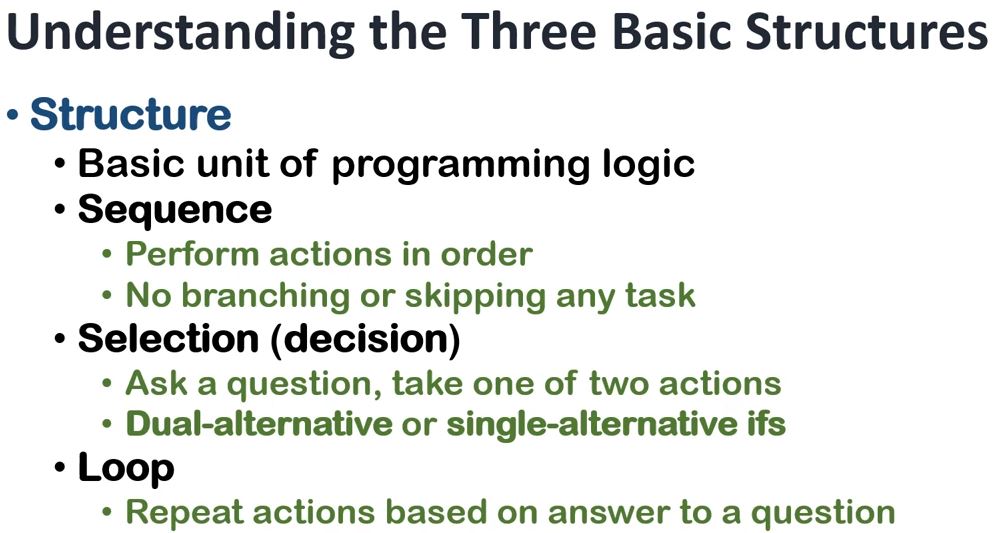 Understanding the Three Basic Structures
• Structure
• Basic unit of programming logic
• Sequence
• Perform actions in order
• No branching or skipping any task
• Selection (decision)
• Ask a question, take one of two actions
• Dual-alternative or single-alternative ifs
• Loop
• Repeat actions based on answer to a question